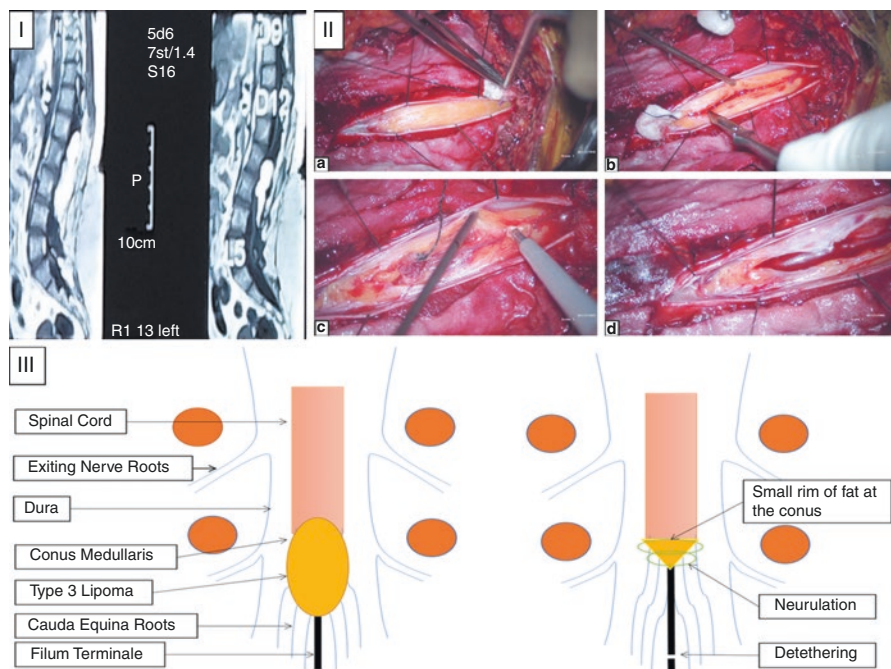 I
5d6
7st/1.4
S16
D9
D12
P
10cm
L5
R1 13 left
II
a
b
c
d
III
Spinal Cord
Exiting Nerve Roots
Dura
Conus Medullaris
Type 3 Lipoma
Cauda Equina Roots
Filum Terminale
Small rim of fat at
the conus
Neurulation
Detethering